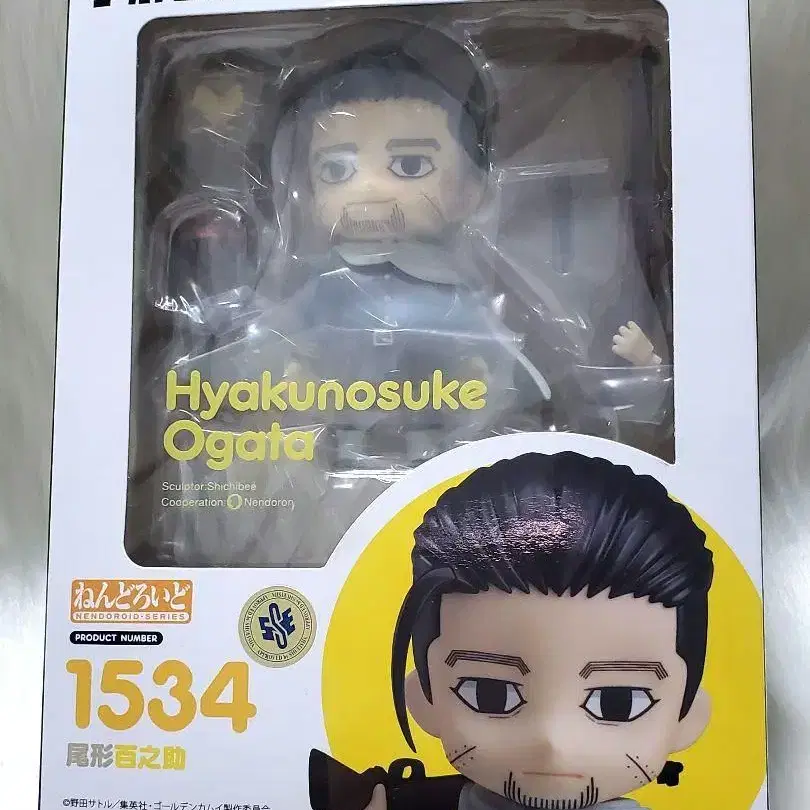 Hyakunosuke
Ogata
Sculptor:Shichibee
Cooperation: Nendoron
ねんどろいど
NENDOROID·SERIES
PRODUCT NUMBER
1534
尾形百之助
©野田サトル／集英社・ゴールデンカムイ製作委員会